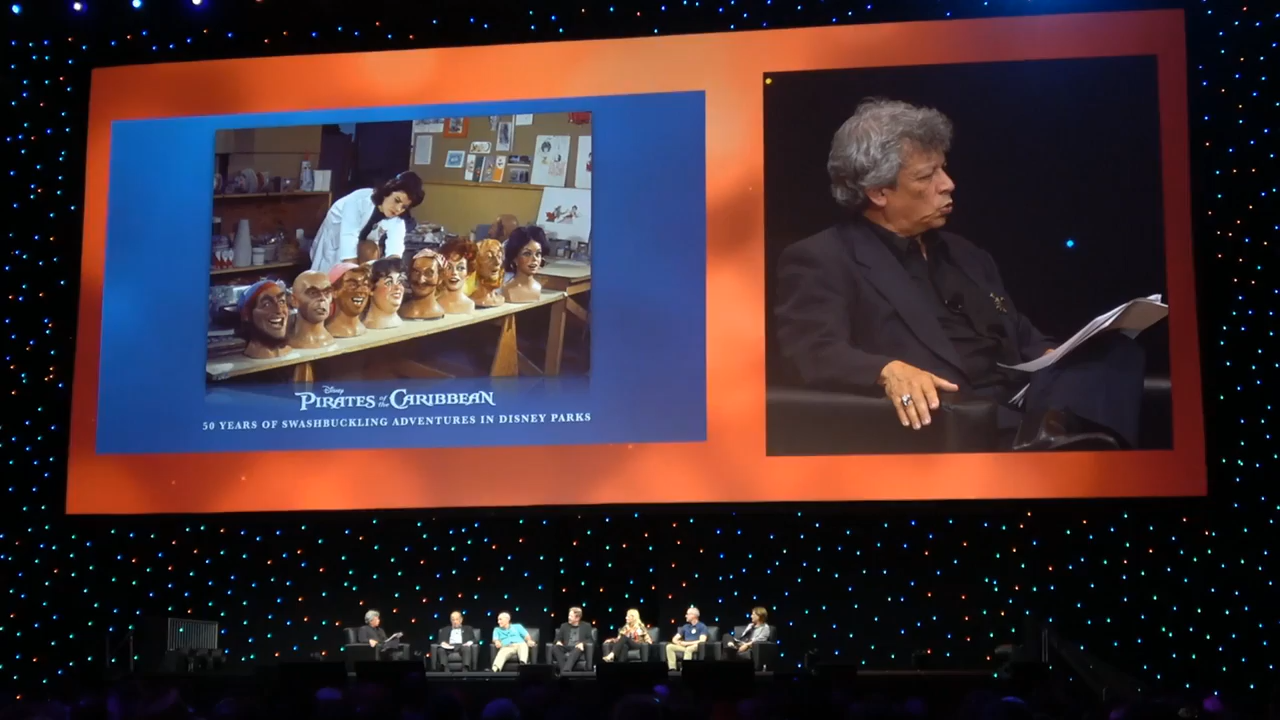 Disney
PIRATES of the CARIBBEAN
50 YEARS OF SWASHBUCKLING ADVENTURES IN DISNEY PARKS